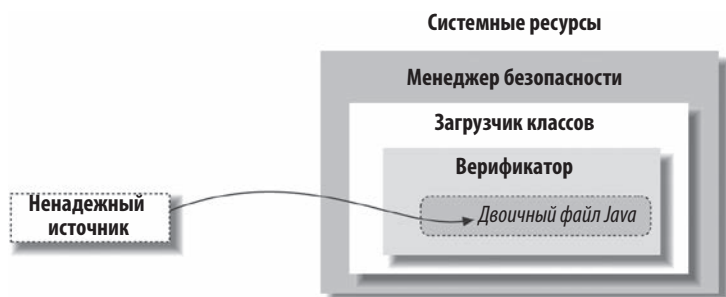 Системные ресурсы
Менеджер безопасности
Загрузчик классов
Верификатор
Ненадежный
источник
Двоичный файл Java